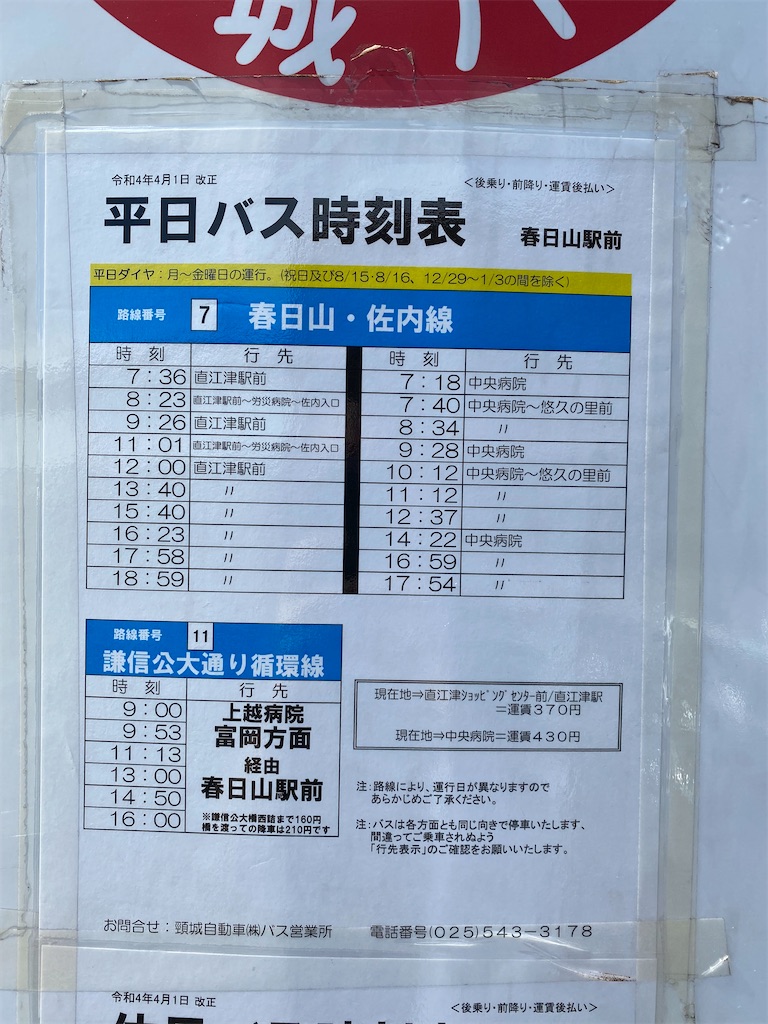 城
令和4年4月1日 改正
<後乗り・前降り・運賃後払い>
平日バス時刻表 春日山駅前
平日ダイヤ：月～金曜日の運行。(祝日及び8/15・8/16、12/29～1/3の間を除く)
路線番号 7 春日山・佐内線
時 刻 行 先 時 刻 行 先
7：36 直江津駅前 7：18 中央病院
8：23 直江津駅前～労災病院～佐内入口 7：40 中央病院～悠久の里前
9：26 直江津駅前 8：34 〃
11：01 直江津駅前～労災病院～佐内入口 9：28 中央病院
12：00 直江津駅前 10：12 中央病院～悠久の里前
13：40 〃 11：12 〃
15：40 〃 12：37 〃
16：23 〃 14：22 中央病院
17：58 〃 16：59 〃
18：59 〃 17：54 〃
路線番号 11
謙信公大通り循環線
時 刻 行 先
9：00 上越病院
9：53 富岡方面
11：13 経由
13：00 春日山駅前
14：50 ※謙信公大橋西詰まで160円
16：00 橋を渡っての降車は210円です
現在地⇒直江津ショッピングセンター前/直江津駅
＝運賃370円
現在地⇒中央病院＝運賃430円
注：路線により、運行日が異なりますので
あらかじめご了承ください。
注：バスは各方面とも同じ向きで停車いたします、
間違ってご乗車されぬよう
「行先表示」のご確認をお願いいたします。
お問合せ：頸城自動車㈱バス営業所 電話番号(025)543－3178
令和4年4月1日 改正
<後乗り・前降り・運賃後払い>